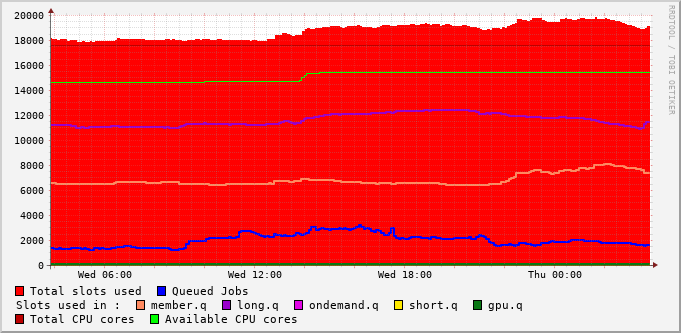 20000
18000
16000
14000
12000
10000
8000
6000
4000
2000
0
Wed 06:00 Wed 12:00 Wed 18:00 Thu 00:00
RRDTOOL / TOBI OETIKER
Total slots used Queued Jobs
Slots used in : member.q long.q ondemand.q short.q gpu.q
Total CPU cores Available CPU cores